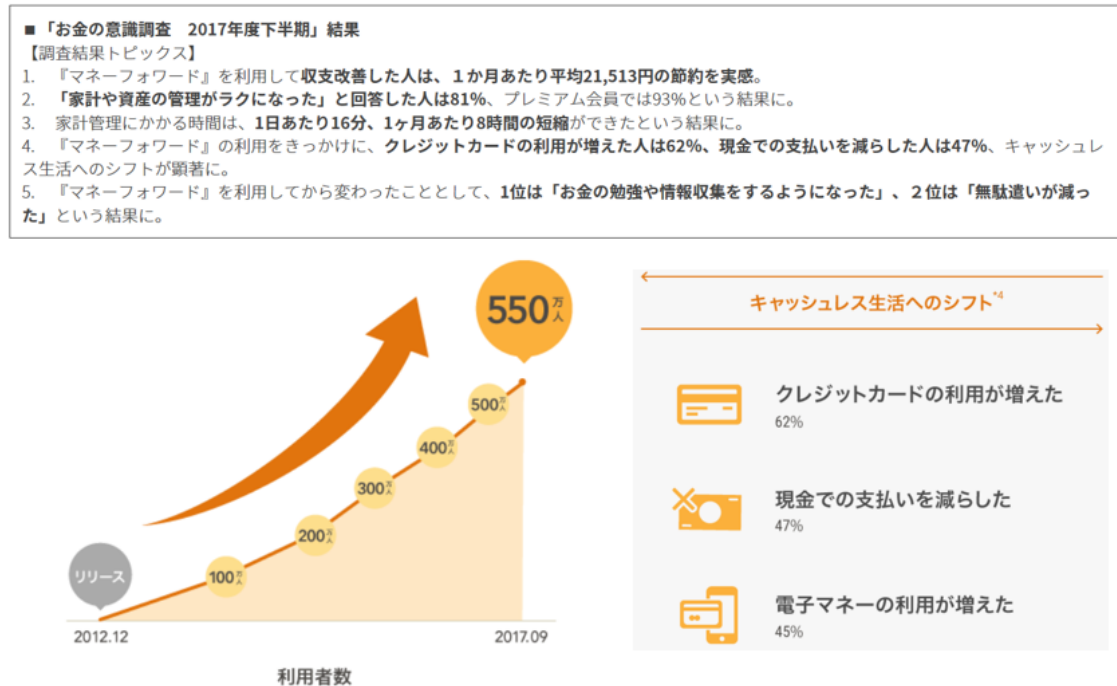 ■「お金の意識調査　2017年度下半期」結果
【調査結果トピックス】
1.　『マネーフォワード』を利用して収支改善した人は、１か月あたり平均21,513円の節約を実感。
2.　「家計や資産の管理がラクになった」と回答した人は81%、プレミアム会員では93%という結果に。
3.　家計管理にかかる時間は、1日あたり16分、1ヶ月あたり8時間の短縮ができたという結果に。
4.　『マネーフォワード』の利用をきっかけに、クレジットカードの利用が増えた人は62%、現金での支払いを減らした人は47%、キャッシュレ
ス生活へのシフトが顕著に。
5.　『マネーフォワード』を利用してから変わったこととして、1位は「お金の勉強や情報収集をするようになった」、２位は「無駄遣いが減っ
た」という結果に。
550万人
500万人
400万人
300万人
200万人
100万人
リリース
2012.12
2017.09
利用者数
キャッシュレス生活へのシフト*4
クレジットカードの利用が増えた
62%
現金での支払いを減らした
47%
電子マネーの利用が増えた
45%